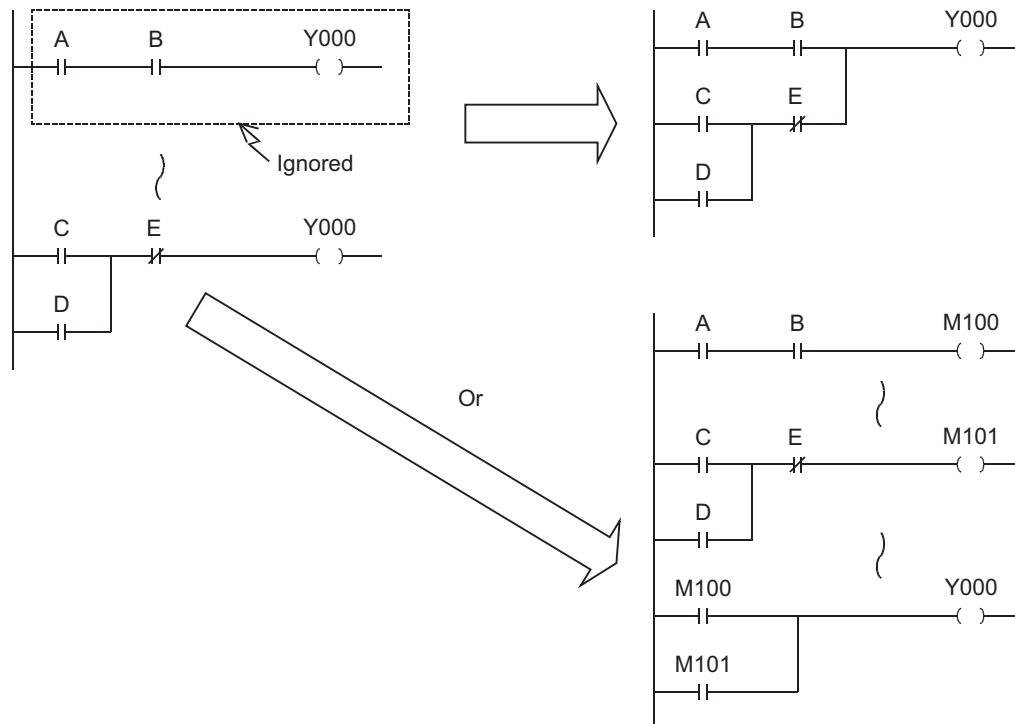 A B Y000
Ignored
C E Y000
D
A B Y000
C E
D
Or
A B M100
C E M101
D
M100 Y000
M101